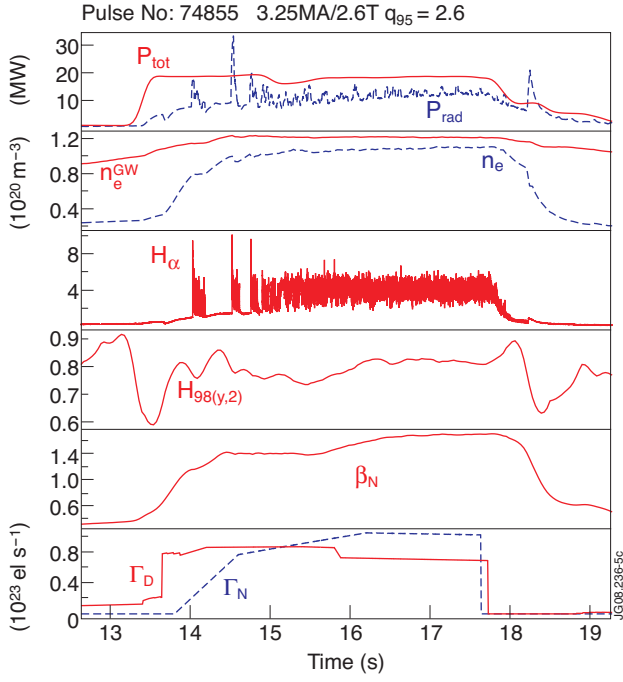 Pulse No: 74855 3.25MA/2.6T q95 = 2.6
30
20
10
(MW)
Ptot
Prad
1.2
0.8
0.4
(10^20 m-3)
neGW
ne
8
4
Hα
0.9
0.8
0.7
0.6
H98(y,2)
1.4
1.0
0.6
βN
0.8
0.4
0
(10^23 el s-1)
ΓD
ΓN
13 14 15 16 17 18 19
Time (s)
JG08.236-5c